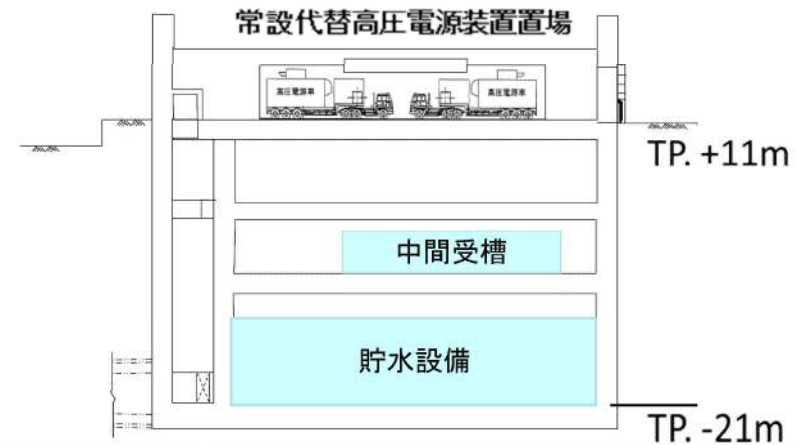 常設代替高圧電源装置置場
高圧電源車
高圧電源車
TP. +11m
中間受槽
貯水設備
TP. -21m